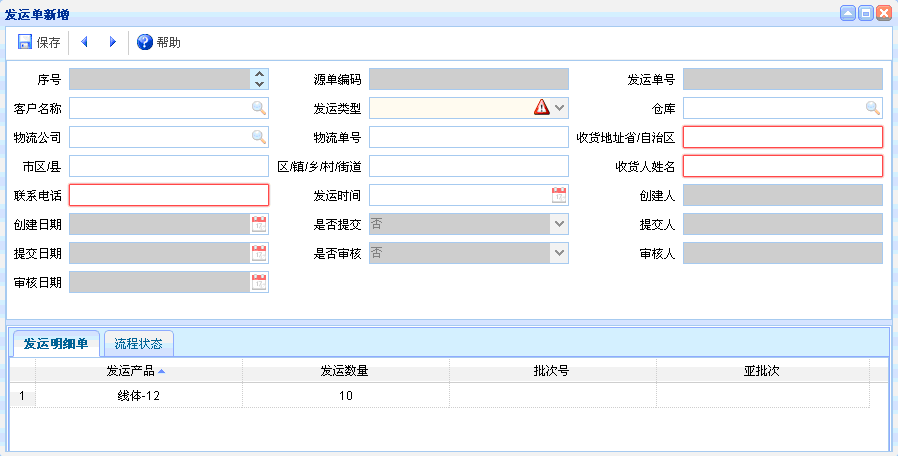 发运单新增
保存 帮助
序号 源单编码 发运单号
客户名称 发运类型 仓库
物流公司 物流单号 收货地址省/自治区
市区/县 区/镇/乡/村/街道 收货人姓名
联系电话 发运时间 创建人
创建日期 是否提交 否 提交人
提交日期 是否审核 否 审核人
审核日期
发运明细单 流程状态
发运产品 发运数量 批次号 亚批次
1 线体-12 10